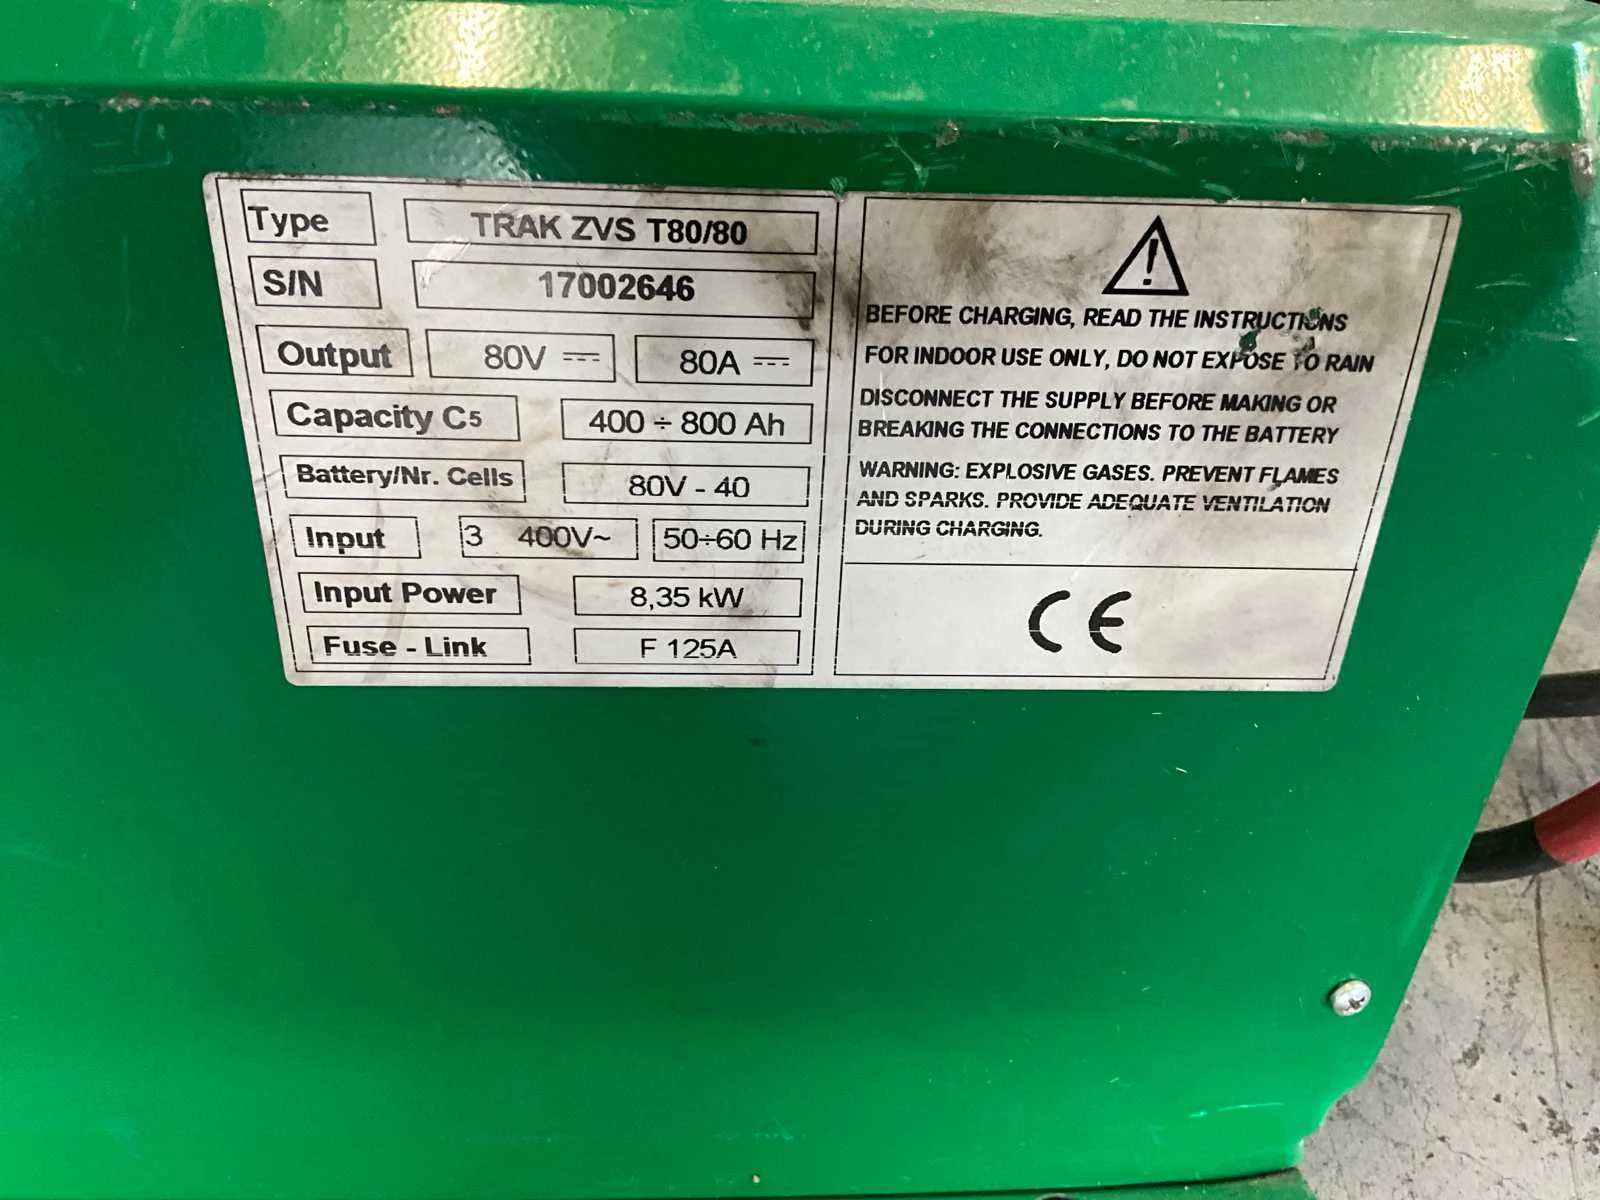 Type TRAK ZVS T80/80
S/N 17002646
Output 80V ⎓ 80A ⎓
Capacity C5 400 ÷ 800 Ah
Battery/Nr. Cells 80V - 40
Input 3 400V~ 50÷60 Hz
Input Power 8,35 kW
Fuse - Link F 125A
BEFORE CHARGING, READ THE INSTRUCTIONS
FOR INDOOR USE ONLY, DO NOT EXPOSE TO RAIN
DISCONNECT THE SUPPLY BEFORE MAKING OR
BREAKING THE CONNECTIONS TO THE BATTERY
WARNING: EXPLOSIVE GASES. PREVENT FLAMES
AND SPARKS. PROVIDE ADEQUATE VENTILATION
DURING CHARGING.
CE